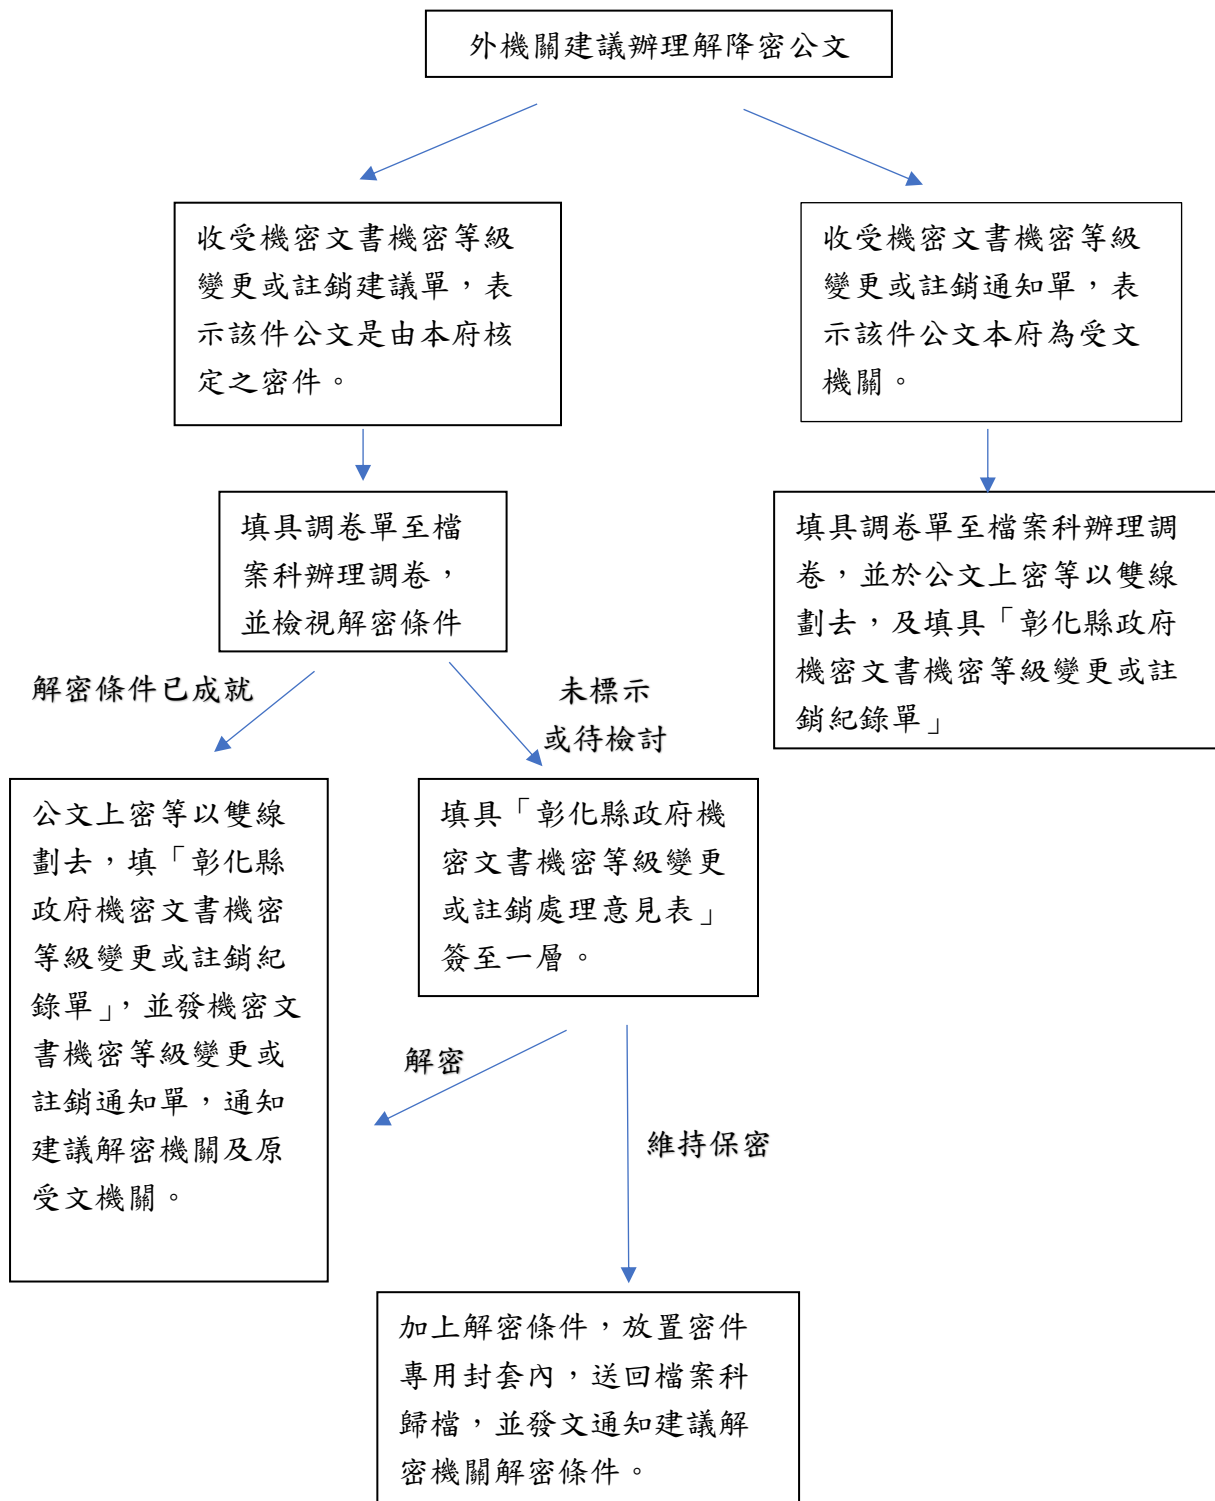 外機關建議辦理解降密公文
收受機密文書機密等級
變更或註銷建議單，表
示該件公文是由本府核
定之密件。
收受機密文書機密等級
變更或註銷通知單，表
示該件公文本府為受文
機關。
填具調卷單至檔
案科辦理調卷，
並檢視解密條件
填具調卷單至檔案科辦理調
卷，並於公文上密等以雙線
劃去，及填具「彰化縣政府
機密文書機密等級變更或註
銷紀錄單」
解密條件已成就
未標示
或待檢討
公文上密等以雙線
劃去，填「彰化縣
政府機密文書機密
等級變更或註銷紀
錄單」，並發機密文
書機密等級變更或
註銷通知單，通知
建議解密機關及原
受文機關。
填具「彰化縣政府機
密文書機密等級變更
或註銷處理意見表」
簽至一層。
解密
維持保密
加上解密條件，放置密件
專用封套內，送回檔案科
歸檔，並發文通知建議解
密機關解密條件。